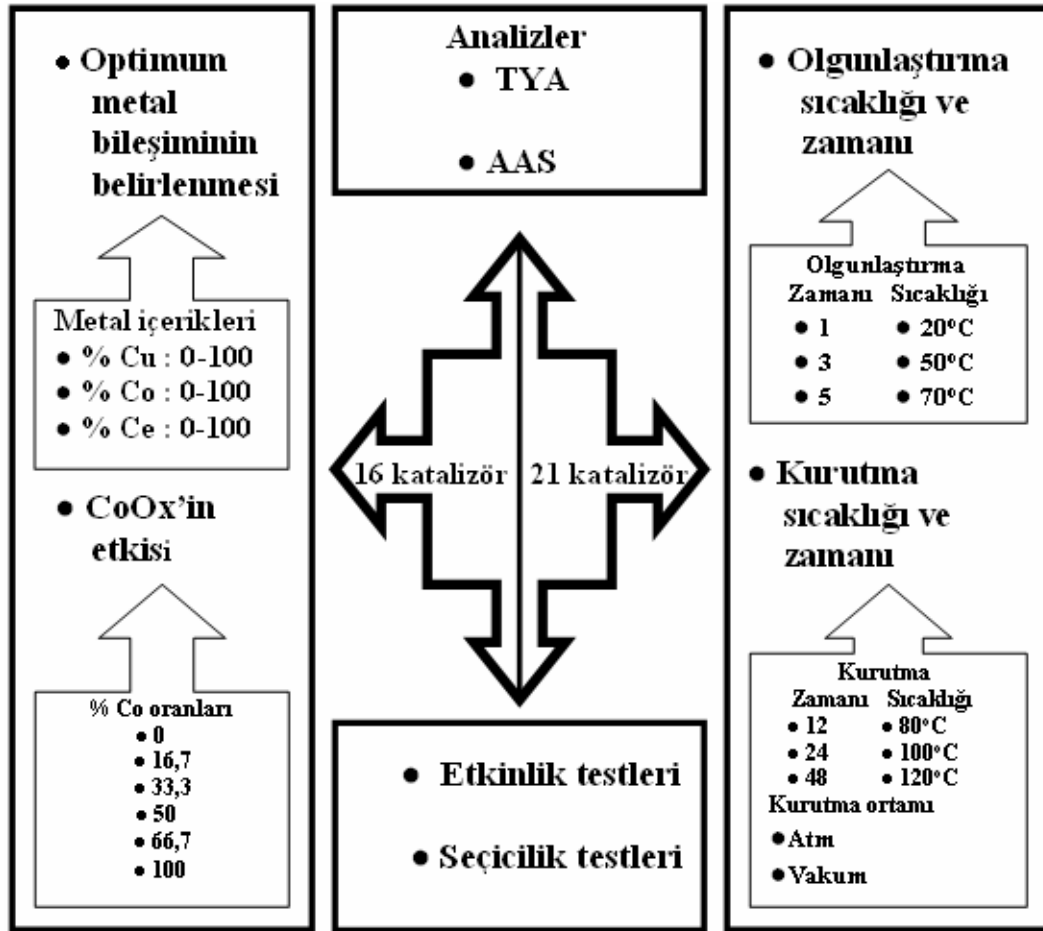 • Optimum
metal
bileşiminin
belirlenmesi
Metal içerikleri
• % Cu : 0-100
• % Co : 0-100
• % Ce : 0-100
• CoOx’in
etkisi
% Co oranları
• 0
• 16,7
• 33,3
• 50
• 66,7
• 100
Analizler
• TYA
• AAS
16 katalizör 21 katalizör
• Etkinlik testleri
• Seçicilik testleri
• Olgunlaştırma
sıcaklığı ve
zamanı
Olgunlaştırma
Zamanı Sıcaklığı
• 1 • 20°C
• 3 • 50°C
• 5 • 70°C
• Kurutma
sıcaklığı ve
zamanı
Kurutma
Zamanı Sıcaklığı
• 12 • 80°C
• 24 • 100°C
• 48 • 120°C
Kurutma ortamı
• Atm
• Vakum